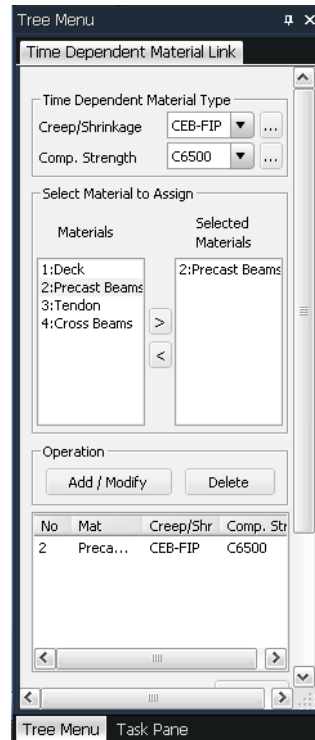 Tree Menu
Time Dependent Material Link
Time Dependent Material Type
Creep/Shrinkage CEB-FIP ...
Comp. Strength C6500 ...
Select Material to Assign
Materials
Selected Materials
1:Deck
2:Precast Beams
3:Tendon
4:Cross Beams
>
<
2:Precast Beams
Operation
Add / Modify Delete
No Mat Creep/Shr Comp. Str
2 Preca... CEB-FIP C6500
Tree Menu Task Pane